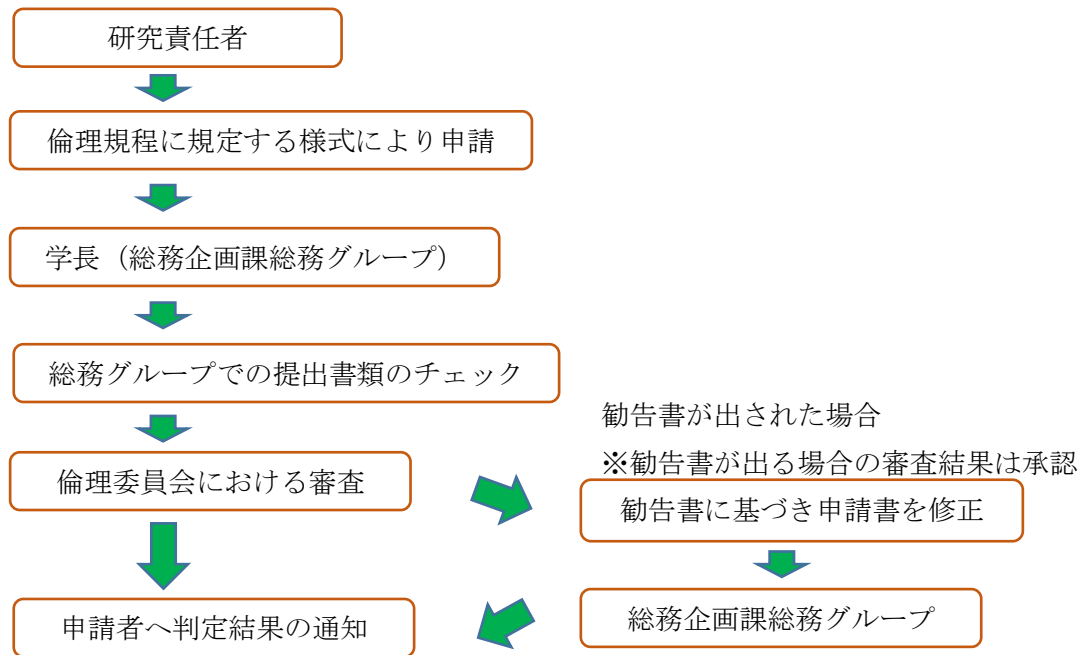 研究責任者
倫理規程に規定する様式により申請
学長（総務企画課総務グループ）
総務グループでの提出書類のチェック
倫理委員会における審査
勧告書が出された場合
※勧告書が出る場合の審査結果は承認
勧告書に基づき申請書を修正
総務企画課総務グループ
申請者へ判定結果の通知